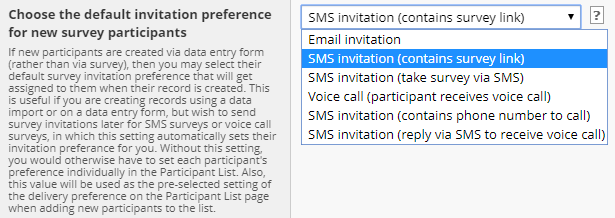 Choose the default invitation preference
for new survey participants
If new participants are created via data entry form
(rather than via survey), then you may select their
default survey invitation preference that will get
assigned to them when their record is created. This
is useful if you are creating records using a data
import or on a data entry form, but wish to send
survey invitations later for SMS surveys or voice call
surveys, in which this setting automatically sets their
invitation preferance for you. Without this setting,
you would otherwise have to set each participant's
preference individually in the Participant List. Also,
this value will be used as the pre-selected setting of
the delivery preference on the Participant List page
when adding new participants to the list.
SMS invitation (contains survey link)
?
Email invitation
SMS invitation (contains survey link)
SMS invitation (take survey via SMS)
Voice call (participant receives voice call)
SMS invitation (contains phone number to call)
SMS invitation (reply via SMS to receive voice call)